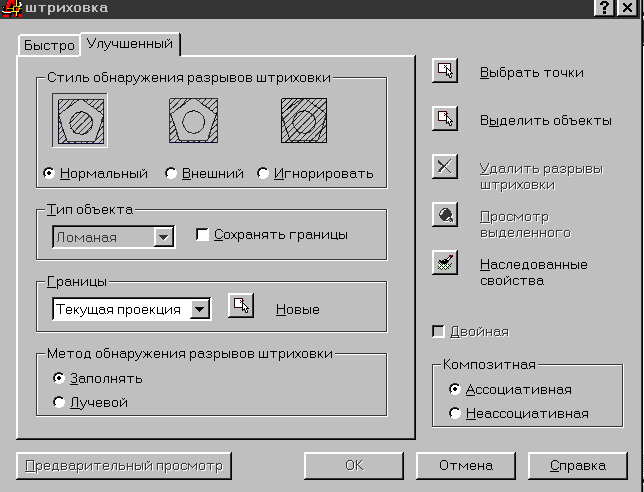 штриховка
Быстро
Улучшенный
Стиль обнаружения разрывов штриховки
Нормальный
Внешний
Игнорировать
Тип объекта
Ломаная
Сохранять границы
Границы
Текущая проекция
Новые
Метод обнаружения разрывов штриховки
Заполнять
Лучевой
Выбрать точки
Выделить объекты
Удалить разрывы
штриховки
Просмотр
выделенного
Наследованные
свойства
Двойная
Композитная
Ассоциативная
Неассоциативная
Предварительный просмотр
OK
Отмена
Справка